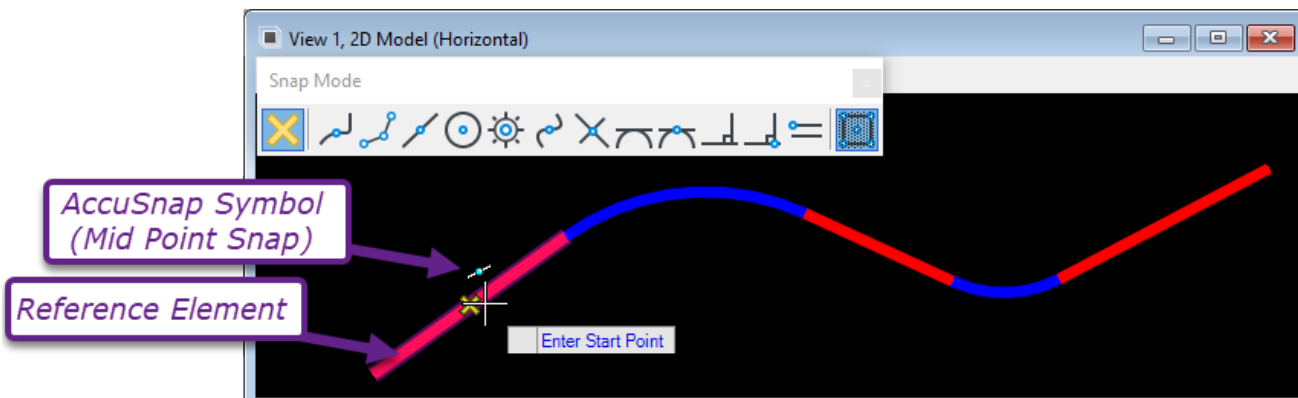 View 1, 2D Model (Horizontal)
Snap Mode
AccuSnap Symbol
(Mid Point Snap)
Reference Element
Enter Start Point